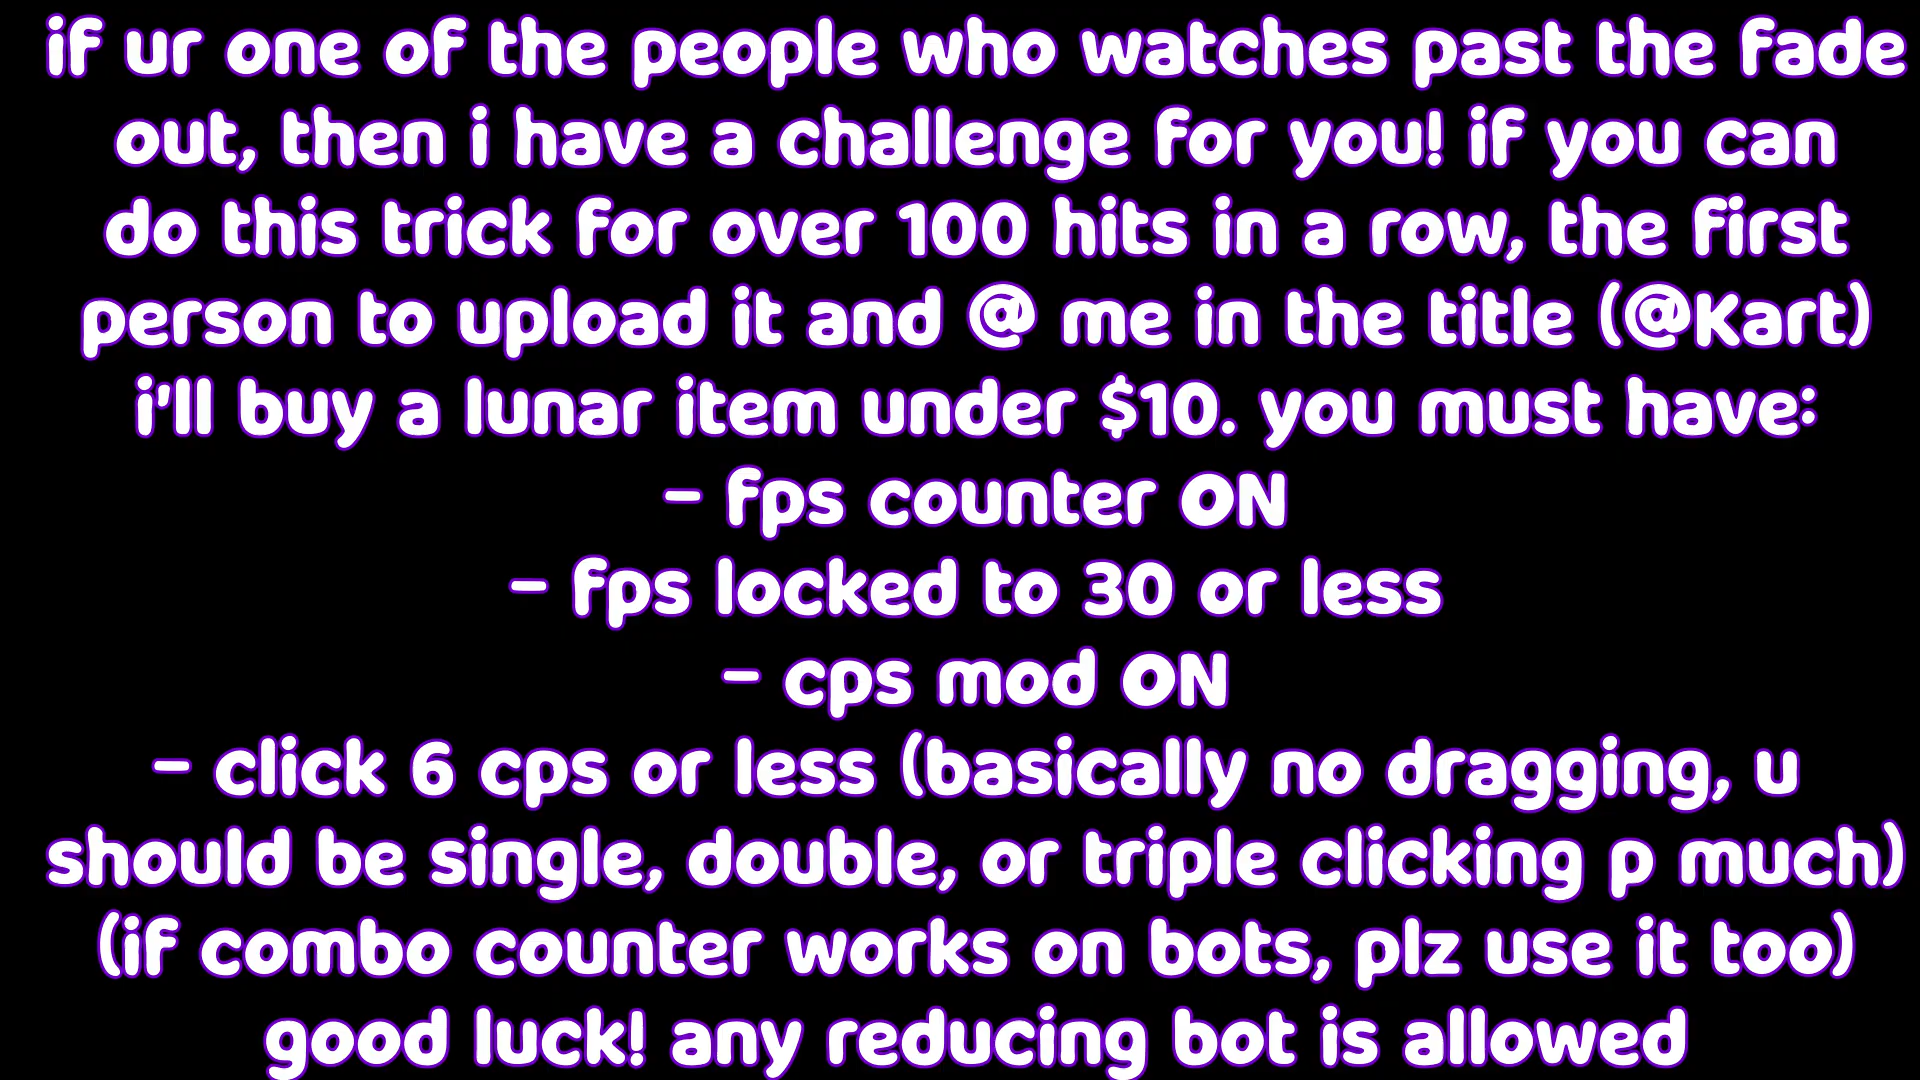 if ur one of the people who watches past the fade
out, then i have a challenge for you! if you can
do this trick for over 100 hits in a row, the first
person to upload it and @ me in the title (@Kart)
i'll buy a lunar item under $10. you must have:
- fps counter ON
- fps locked to 30 or less
- cps mod ON
- click 6 cps or less (basically no dragging, u
should be single, double, or triple clicking p much)
(if combo counter works on bots, plz use it too)
good luck! any reducing bot is allowed